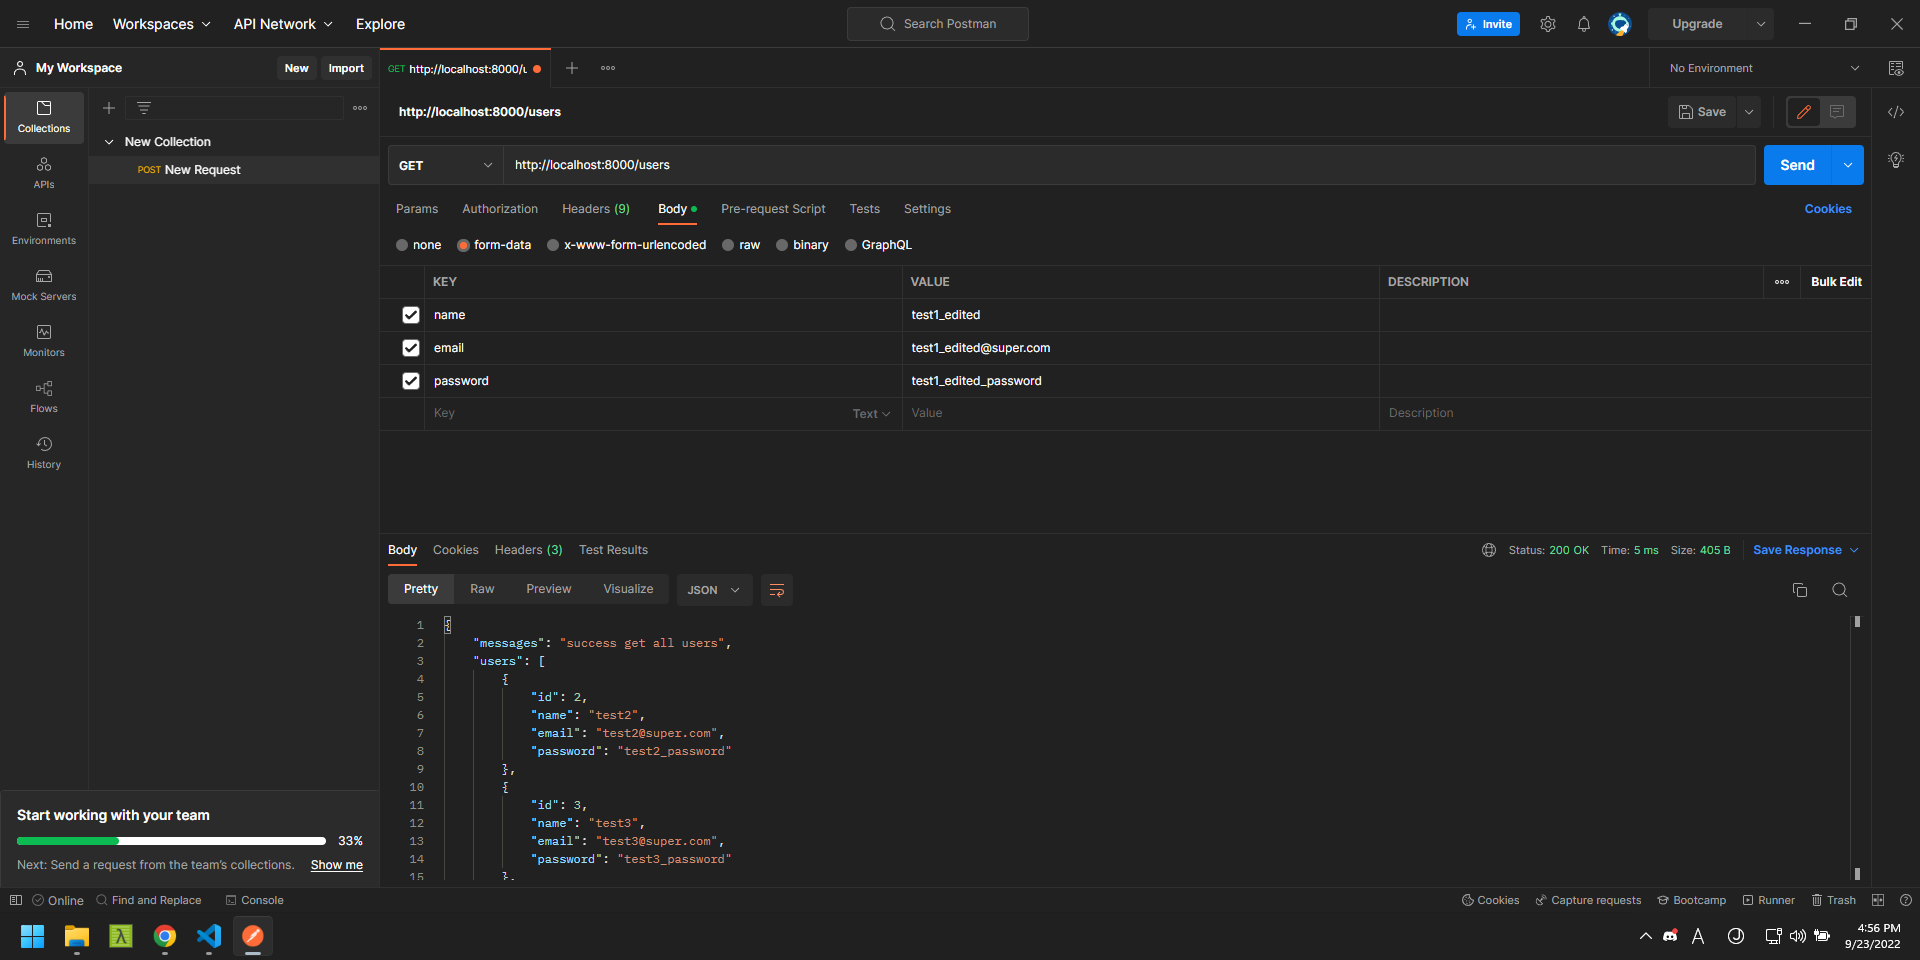 Home Workspaces API Network Explore Search Postman Invite Upgrade
My Workspace New Import GET http://localhost:8000/u No Environment
http://localhost:8000/users Save
Collections
APIs
Environments
Mock Servers
Monitors
Flows
History
New Collection
POST New Request
GET http://localhost:8000/users Send
Params Authorization Headers (9) Body Pre-request Script Tests Settings Cookies
none form-data x-www-form-urlencoded raw binary GraphQL
KEY VALUE DESCRIPTION Bulk Edit
name test1_edited
email test1_edited@super.com
password test1_edited_password
Key Text Value Description
Body Cookies Headers (3) Test Results Status: 200 OK Time: 5 ms Size: 405 B Save Response
Pretty Raw Preview Visualize JSON
1 {
2 "messages": "success get all users",
3 "users": [
4 {
5 "id": 2,
6 "name": "test2",
7 "email": "test2@super.com",
8 "password": "test2_password"
9 },
10 {
11 "id": 3,
12 "name": "test3",
13 "email": "test3@super.com",
14 "password": "test3_password"
15 },
Start working with your team
33%
Next: Send a request from the team's collections. Show me
Online Find and Replace Console Cookies Capture requests Bootcamp Runner Trash
4:56 PM
9/23/2022